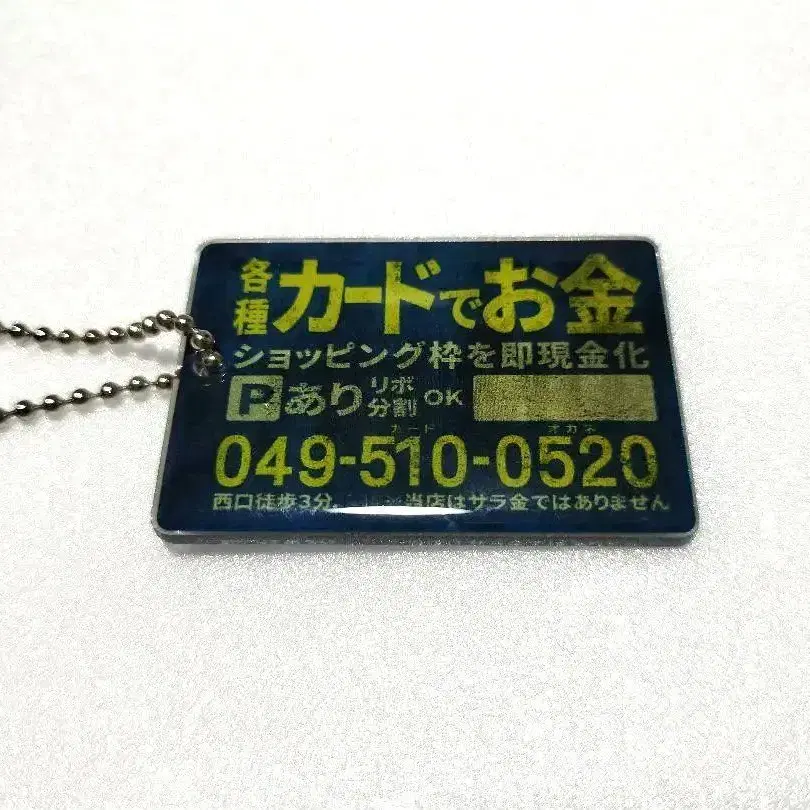 各種 カードでお金
ショッピング枠を即現金化
P あり リボ 分割 OK
カード オカネ
049-510-0520
西口徒歩3分 ※当店はサラ金ではありません